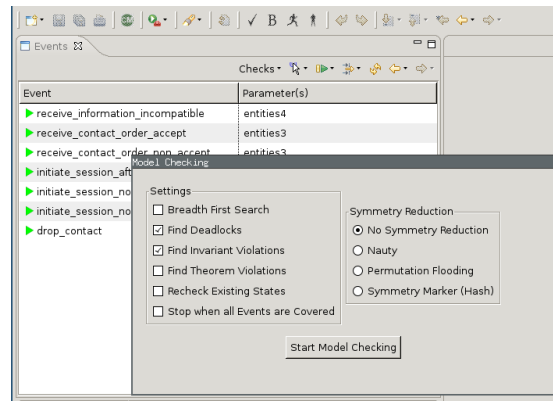 Events
Checks
Event Parameter(s)
receive_information_incompatible entities4
receive_contact_order_accept entities3
receive_contact_order_non_accept entities3
Model Checking
initiate_session_aft
initiate_session_no
initiate_session_no
drop_contact
Settings
Breadth First Search
Find Deadlocks
Find Invariant Violations
Find Theorem Violations
Recheck Existing States
Stop when all Events are Covered
Symmetry Reduction
No Symmetry Reduction
Nauty
Permutation Flooding
Symmetry Marker (Hash)
Start Model Checking